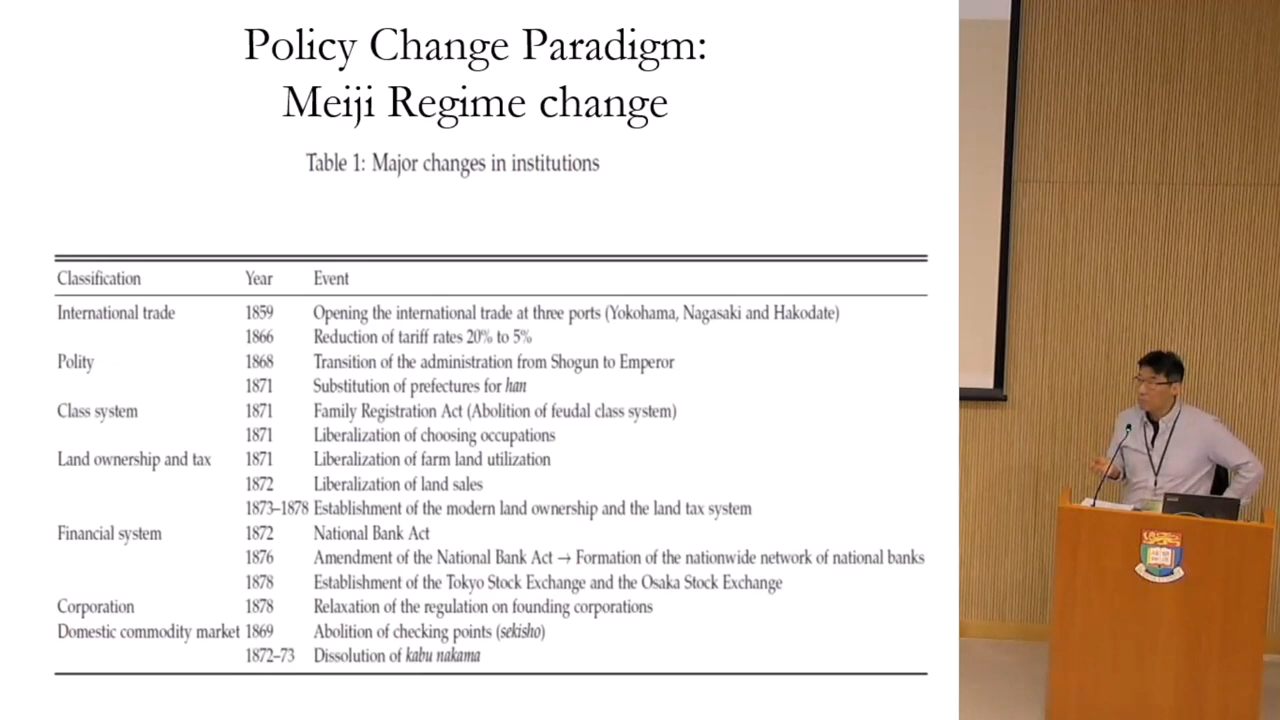 Policy Change Paradigm:
Meiji Regime change
Table 1: Major changes in institutions
Classification Year Event
International trade 1859 Opening the international trade at three ports (Yokohama, Nagasaki and Hakodate)
1866 Reduction of tariff rates 20% to 5%
Polity 1868 Transition of the administration from Shogun to Emperor
1871 Substitution of prefectures for han
Class system 1871 Family Registration Act (Abolition of feudal class system)
1871 Liberalization of choosing occupations
Land ownership and tax 1871 Liberalization of farm land utilization
1872 Liberalization of land sales
1873–1878 Establishment of the modern land ownership and the land tax system
Financial system 1872 National Bank Act
1876 Amendment of the National Bank Act → Formation of the nationwide network of national banks
1878 Establishment of the Tokyo Stock Exchange and the Osaka Stock Exchange
Corporation 1878 Relaxation of the regulation on founding corporations
Domestic commodity market 1869 Abolition of checking points (sekisho)
1872–73 Dissolution of kabu nakama